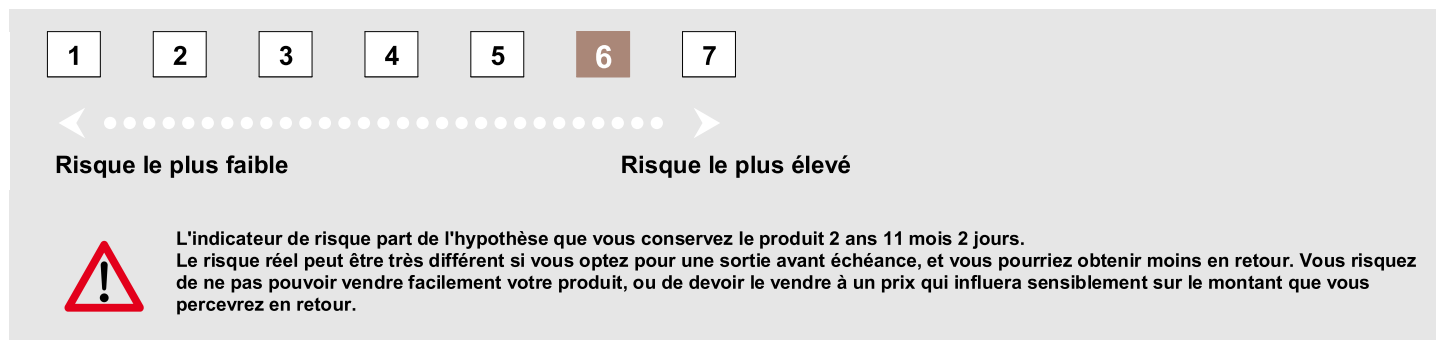 1 2 3 4 5 6 7
Risque le plus faible Risque le plus élevé
L'indicateur de risque part de l'hypothèse que vous conservez le produit 2 ans 11 mois 2 jours.
Le risque réel peut être très différent si vous optez pour une sortie avant échéance, et vous pourriez obtenir moins en retour. Vous risquez
de ne pas pouvoir vendre facilement votre produit, ou de devoir le vendre à un prix qui influera sensiblement sur le montant que vous
percevrez en retour.